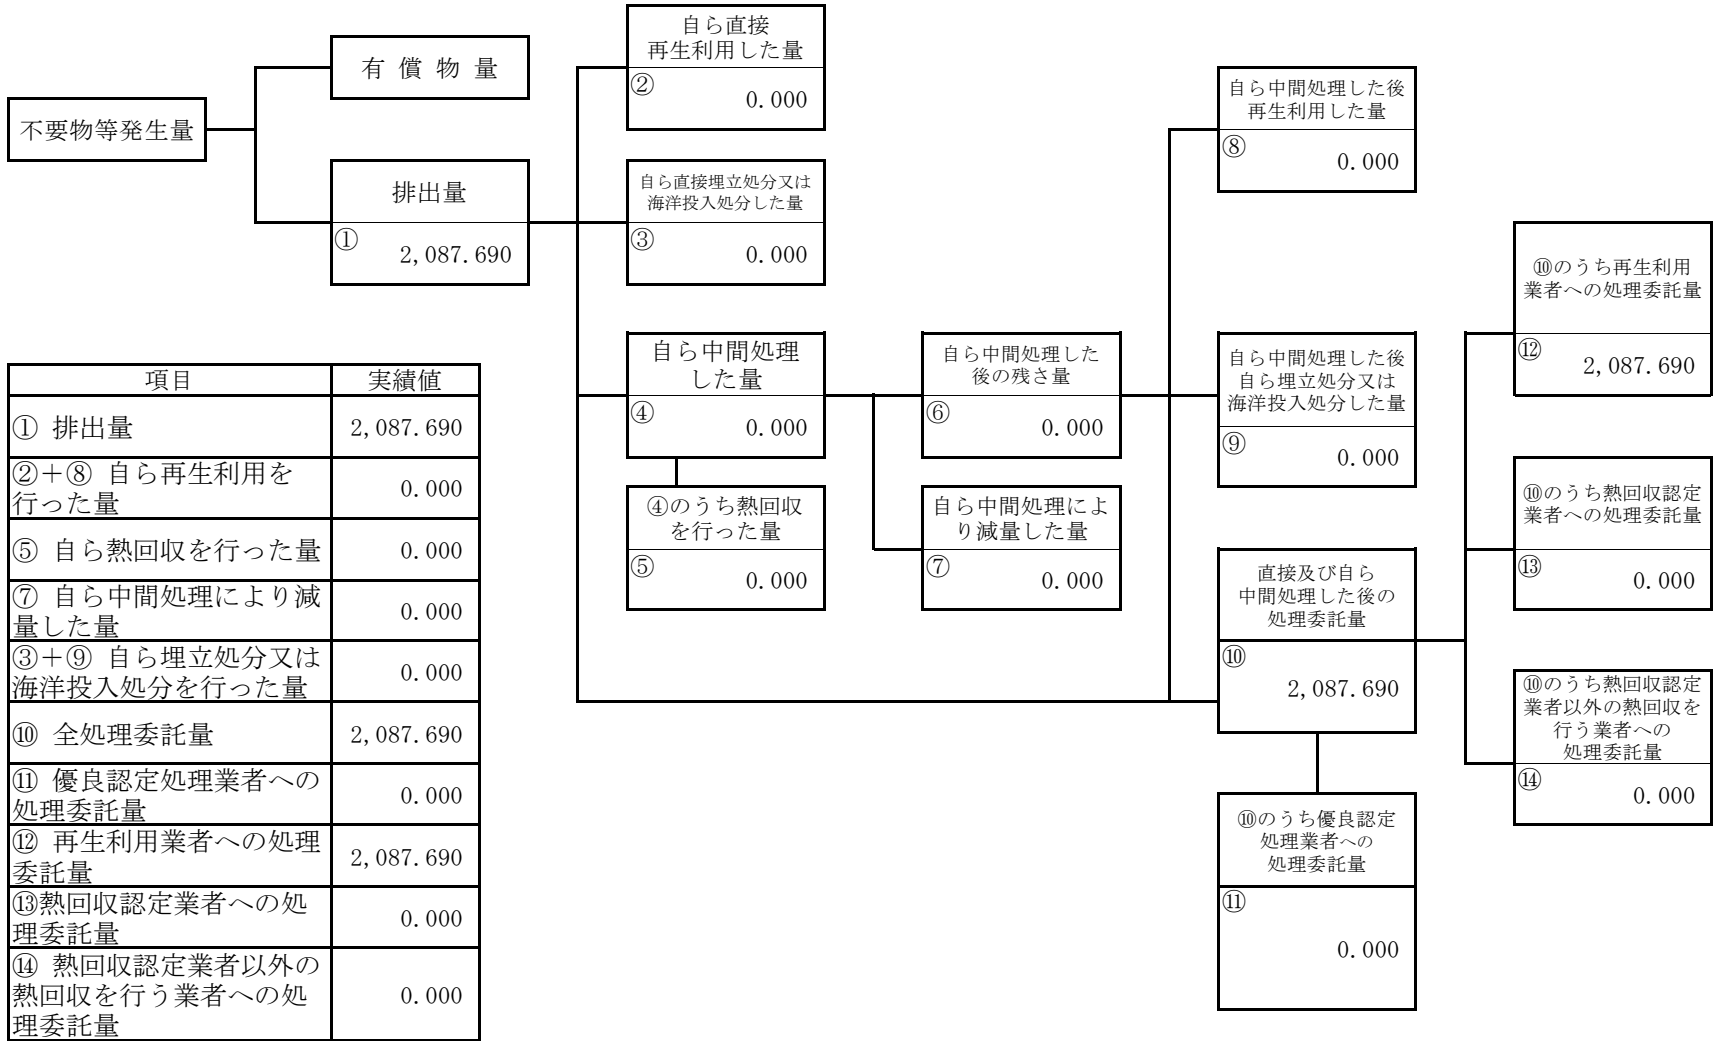 不要物等発生量
有 償 物 量
排出量
①
2,087.690
自ら直接
再生利用した量
②
0.000
自ら直接埋立処分又は
海洋投入処分した量
③
0.000
自ら中間処理
した量
④
0.000
④のうち熱回収
を行った量
⑤
0.000
自ら中間処理した
後の残さ量
⑥
0.000
自ら中間処理によ
り減量した量
⑦
0.000
自ら中間処理した後
再生利用した量
⑧
0.000
自ら中間処理した後
自ら埋立処分又は
海洋投入処分した量
⑨
0.000
直接及び自ら
中間処理した後の
処理委託量
⑩
2,087.690
⑩のうち優良認定
処理業者への
処理委託量
⑪
0.000
⑩のうち再生利用
業者への処理委託量
⑫
2,087.690
⑩のうち熱回収認定
業者への処理委託量
⑬
0.000
⑩のうち熱回収認定
業者以外の熱回収を
行う業者への
処理委託量
⑭
0.000
項目 実績値
① 排出量 2,087.690
②＋⑧ 自ら再生利用を
行った量 0.000
⑤ 自ら熱回収を行った量 0.000
⑦ 自ら中間処理により減
量した量 0.000
③＋⑨ 自ら埋立処分又は
海洋投入処分を行った量 0.000
⑩ 全処理委託量 2,087.690
⑪ 優良認定処理業者への
処理委託量 0.000
⑫ 再生利用業者への処理
委託量 2,087.690
⑬熱回収認定業者への処
理委託量 0.000
⑭ 熱回収認定業者以外の
熱回収を行う業者への処
理委託量 0.000